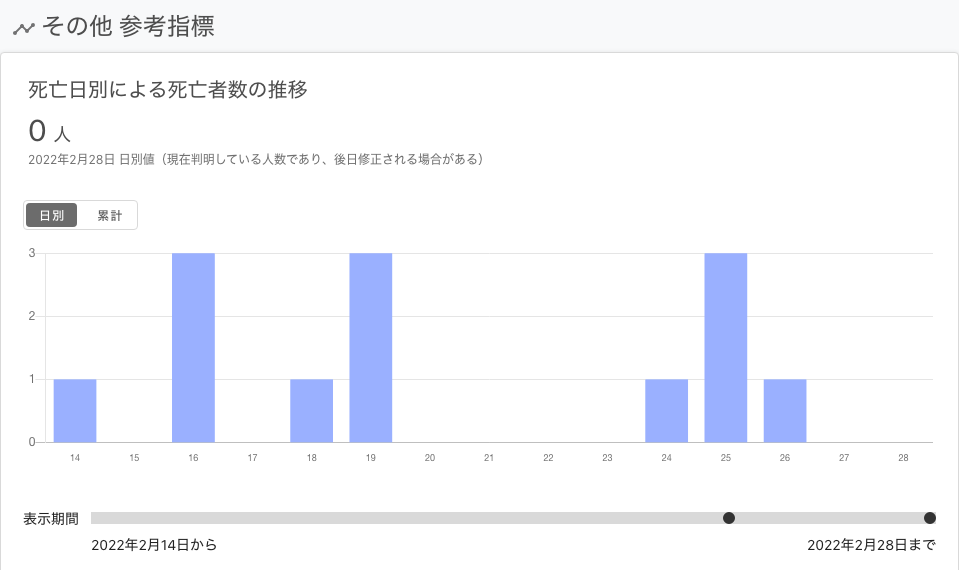 その他 参考指標
死亡日別による死亡者数の推移
0 人
2022年2月28日 日別値（現在判明している人数であり、後日修正される場合がある）
日別 累計
3
2
1
0
14 15 16 17 18 19 20 21 22 23 24 25 26 27 28
表示期間
2022年2月14日から 2022年2月28日まで